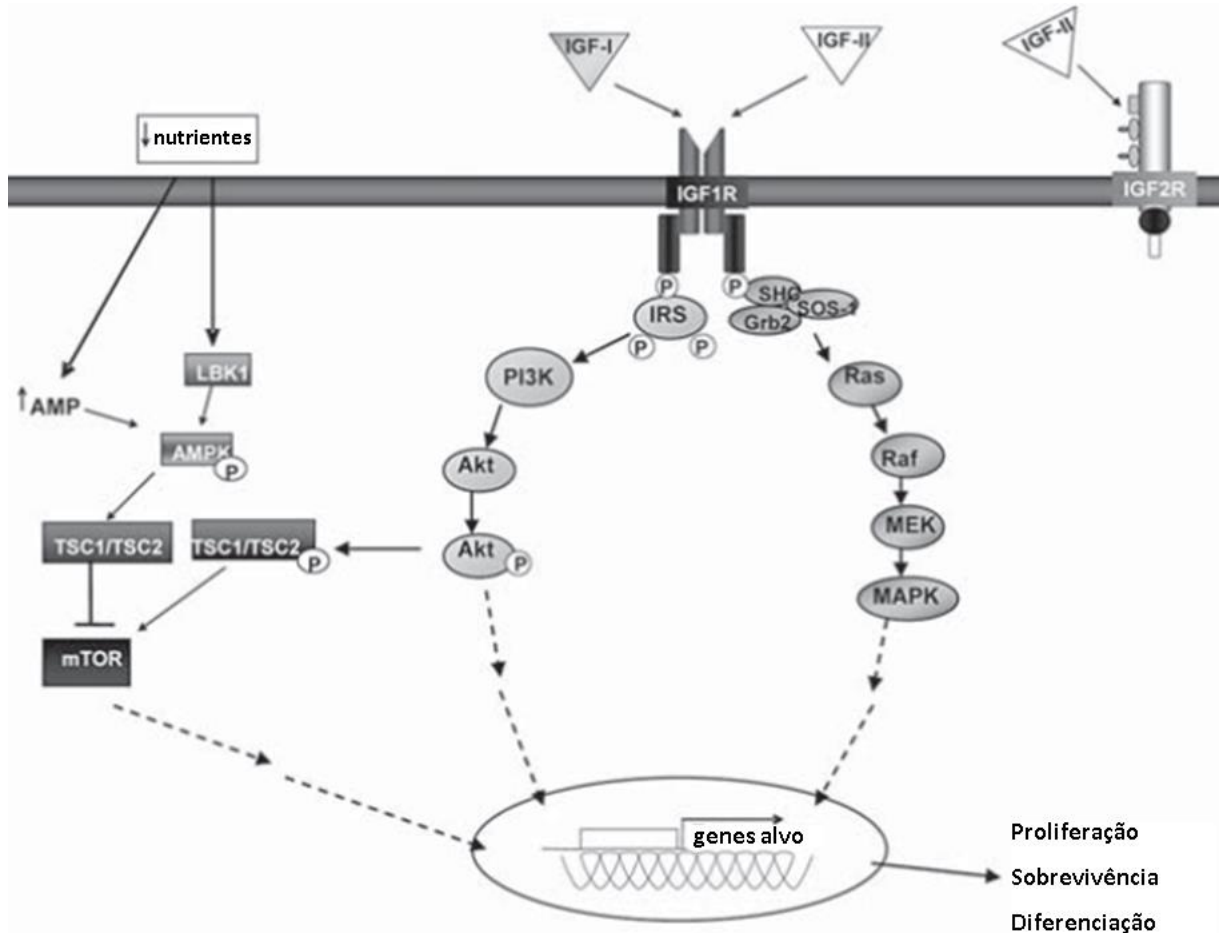 IGF-I
IGF-II
IGF-II
↓ nutrientes
IGF1R
IGF2R
P
P
SHC
SOS-1
Grb2
IRS
P
P
PI3K
Ras
LBK1
↑AMP
AMPK
P
Akt
Raf
TSC1/TSC2
TSC1/TSC2
P
Akt
P
MEK
MAPK
mTOR
genes alvo
Proliferação
Sobrevivência
Diferenciação